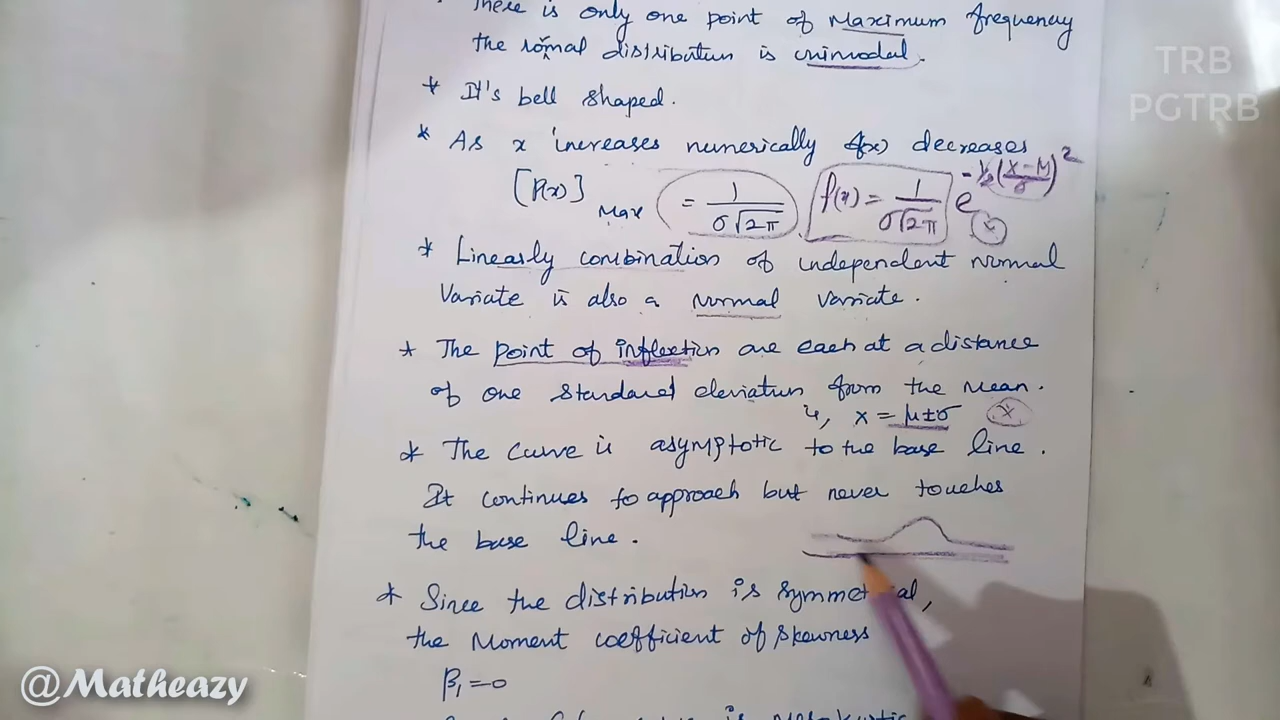 There is only one point of Maximum frequency
the normal distribution is unimodal.
* It's bell shaped.
* As x increases numerically f(x) decreases
[P(x)] Max = 1/σ√2π . f(x) = 1/σ√2π e^-½(x-μ/σ)²
* Linearly combination of independent normal
Variate is also a normal variate.
* The point of inflection are each at a distance
of one standard deviation from the mean.
ie, x = μ±σ x
* The curve is asymptotic to the base line.
It continues to approach but never touches
the base line.
* Since the distribution is symmetrical,
the Moment coefficient of skewness
β₁=0
TRB
PGTRB
@Matheazy